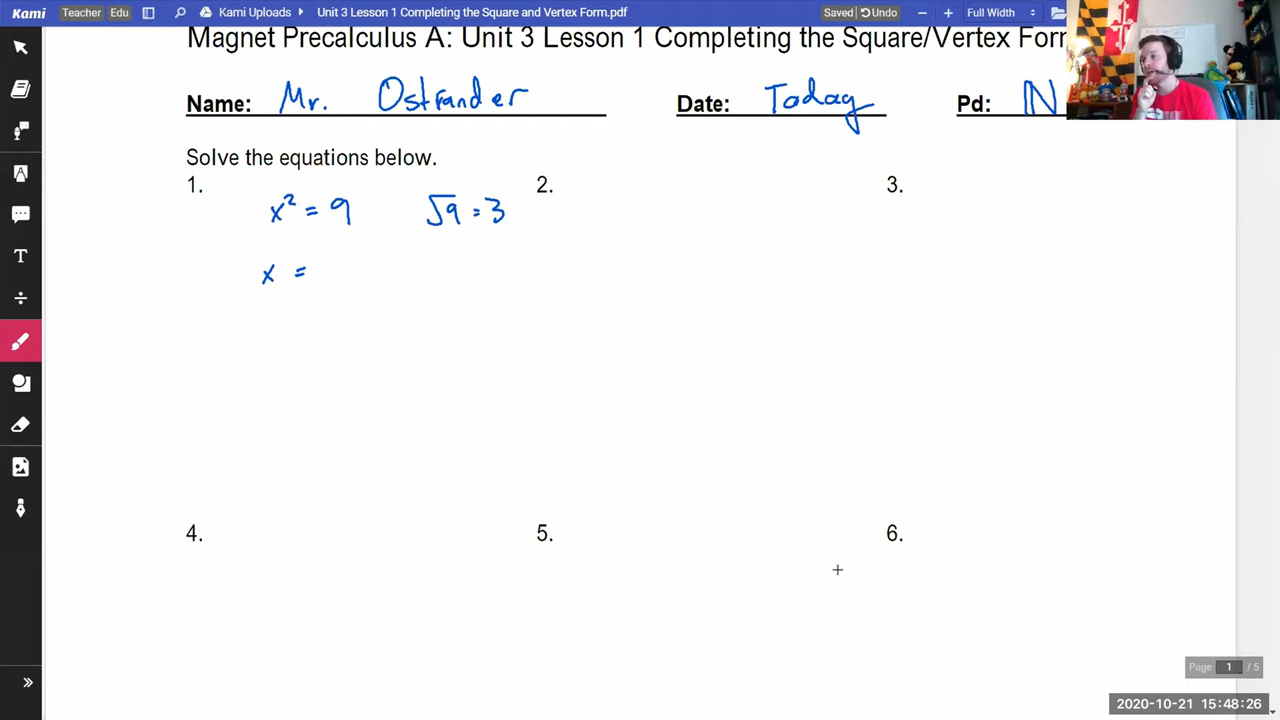 Kami Teacher Edu Kami Uploads > Unit 3 Lesson 1 Completing the Square and Vertex Form.pdf Saved Undo Full Width
Magnet Precalculus A: Unit 3 Lesson 1 Completing the Square/Vertex For
Name: Mr. Ostrander Date: Today Pd: N
Solve the equations below.
1. 2. 3.
x² = 9 √9 = 3
x =
4. 5. 6.
Page 1 / 5
2020-10-21 15:48:26